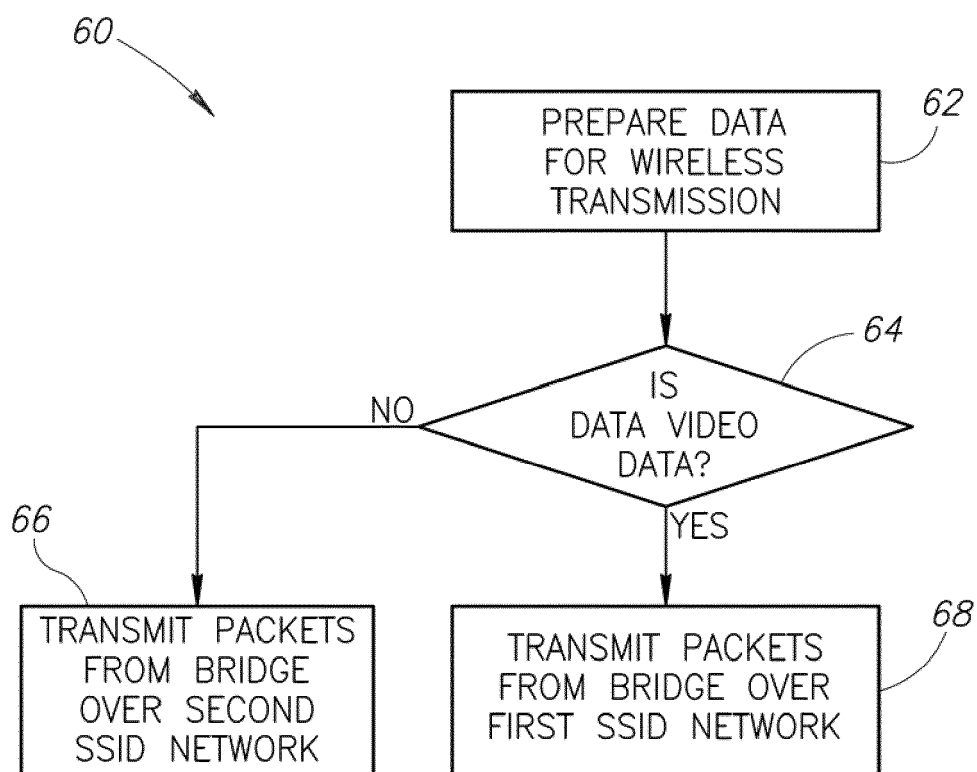 60
PREPARE DATA
FOR WIRELESS
TRANSMISSION
62
IS
DATA VIDEO
DATA?
64
NO
YES
66
TRANSMIT PACKETS
FROM BRIDGE
OVER SECOND
SSID NETWORK
TRANSMIT PACKETS
FROM BRIDGE OVER
FIRST SSID NETWORK
68